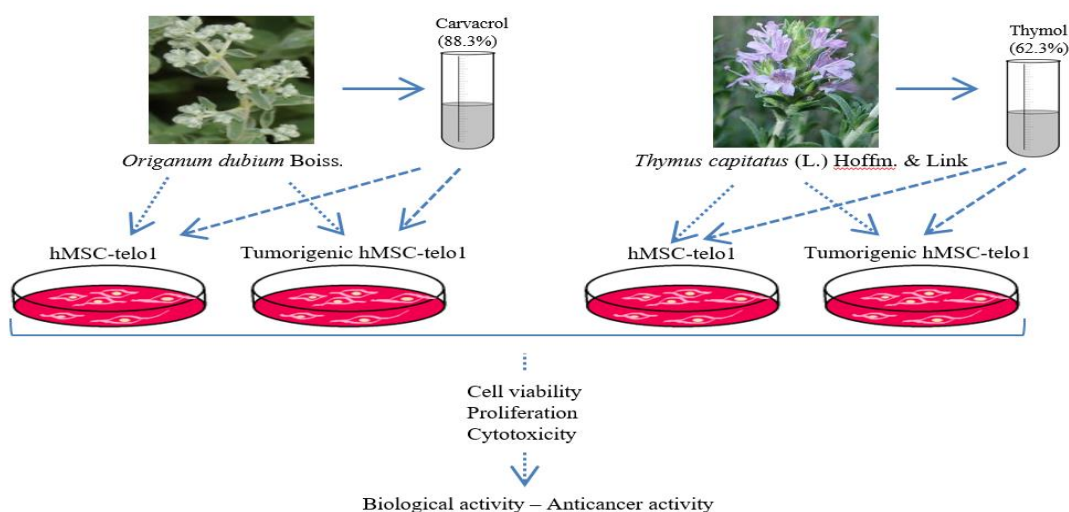 Carvacrol
(88.3%)
Thymol
(62.3%)
Origanum dubium Boiss.
Thymus capitatus (L.) Hoffm. & Link
hMSC-telo1
Tumorigenic hMSC-telo1
hMSC-telo1
Tumorigenic hMSC-telo1
Cell viability
Proliferation
Cytotoxicity
Biological activity – Anticancer activity